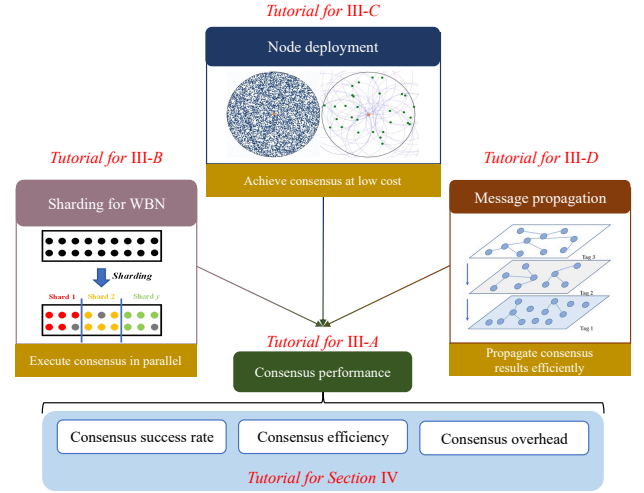 Tutorial for III-C
Node deployment
Achieve consensus at low cost
Tutorial for III-B
Sharding for WBN
Sharding
Shard 1 Shard 2 Shard y
Execute consensus in parallel
Tutorial for III-D
Message propagation
Tag 3
Tag 2
Tag 1
Propagate consensus
results efficiently
Tutorial for III-A
Consensus performance
Consensus success rate
Consensus efficiency
Consensus overhead
Tutorial for Section IV